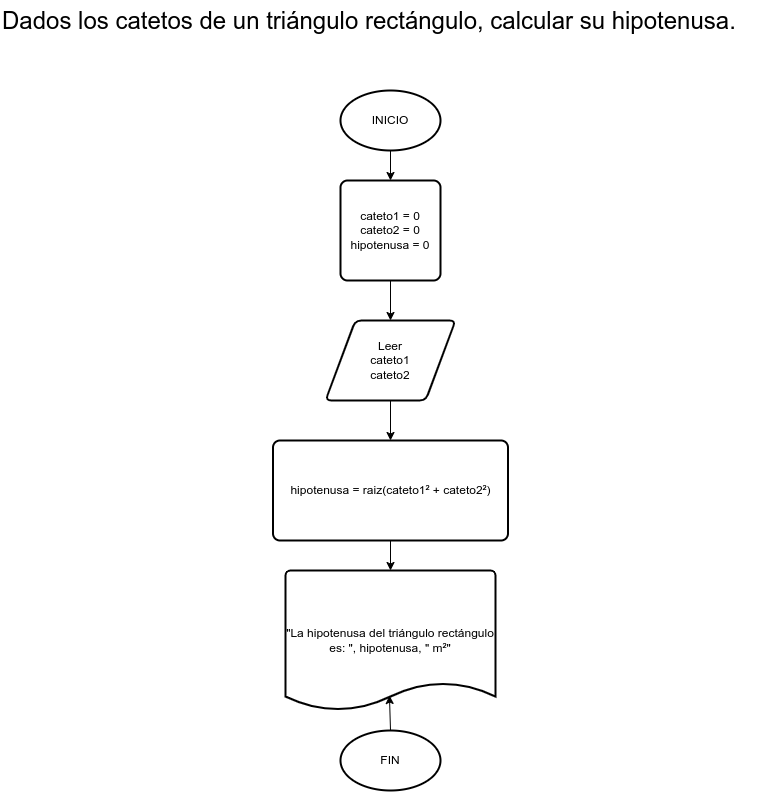 Dados los catetos de un triángulo rectángulo, calcular su hipotenusa.
INICIO
cateto1 = 0
cateto2 = 0
hipotenusa = 0
Leer
cateto1
cateto2
hipotenusa = raiz(cateto1² + cateto2²)
"La hipotenusa del triángulo rectángulo
es: ", hipotenusa, " m²"
FIN